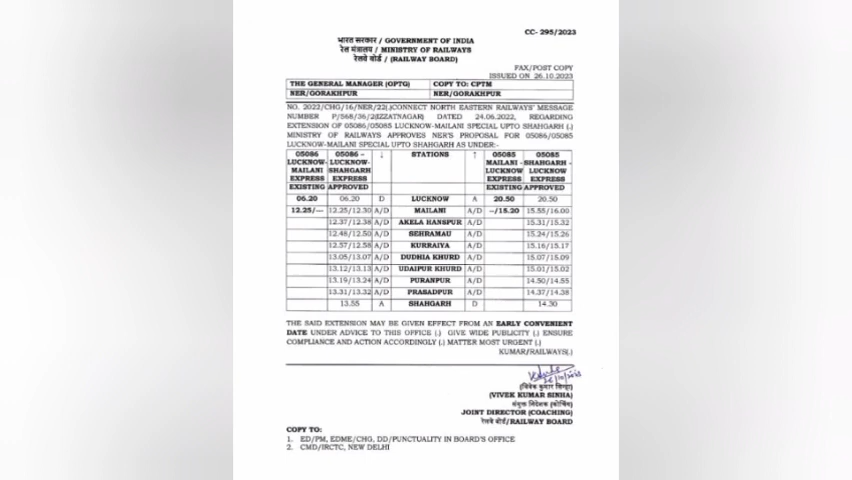 CC- 295/2023
भारत सरकार / GOVERNMENT OF INDIA
रेल मंत्रालय / MINISTRY OF RAILWAYS
रेलवे बोर्ड / (RAILWAY BOARD)
FAX/POST COPY
ISSUED ON 26.10.2023
THE GENERAL MANAGER (OPTG) COPY TO: CPTM
NER/GORAKHPUR NER/GORAKHPUR
NO. 2022/CHG/16/NER/22(.)CONNECT NORTH EASTERN RAILWAYS' MESSAGE
NUMBER P/568/36/2(IZZATNAGAR) DATED 24.06.2022, REGARDING
EXTENSION OF 05086/05085 LUCKNOW-MAILANI SPECIAL UPTO SHAHGARH (.)
MINISTRY OF RAILWAYS APPROVES NER'S PROPOSAL FOR 05086/05085
LUCKNOW-MAILANI SPECIAL UPTO SHAHGARH AS UNDER:-
05086 05086 – ↓ STATIONS ↑ 05085 05085
LUCKNOW- LUCKNOW- MAILANI - SHAHGARH -
MAILANI SHAHGARH LUCKNOW LUCKNOW
EXPRESS EXPRESS EXPRESS EXPRESS
EXISTING APPROVED EXISTING APPROVED
06.20 06.20 D LUCKNOW A 20.50 20.50
12.25/--- 12.25/12.30 A/D MAILANI A/D --/15.20 15.55/16.00
12.37/12.38 A/D AKELA HANSPUR A/D 15.31/15.32
12.48/12.50 A/D SEHRAMAU A/D 15.24/15.26
12.57/12.58 A/D KURRAIYA A/D 15.16/15.17
13.05/13.07 A/D DUDHIA KHURD A/D 15.07/15.09
13.12/13.13 A/D UDAIPUR KHURD A/D 15.01/15.02
13.19/13.24 A/D PURANPUR A/D 14.50/14.55
13.31/13.32 A/D PRASADPUR A/D 14.37/14.38
13.55 A SHAHGARH D 14.30
THE SAID EXTENSION MAY BE GIVEN EFFECT FROM AN EARLY CONVENIENT
DATE UNDER ADVICE TO THIS OFFICE (.) GIVE WIDE PUBLICITY (.) ENSURE
COMPLIANCE AND ACTION ACCORDINGLY (.) MATTER MOST URGENT (.)
KUMAR/RAILWAYS(.)
26/10/2023
(विवेक कुमार सिन्हा)
(VIVEK KUMAR SINHA)
संयुक्त निदेशक (कोचिंग)
JOINT DIRECTOR (COACHING)
रेलवे बोर्ड/RAILWAY BOARD
COPY TO:
1. ED/PM, EDME/CHG, DD/PUNCTUALITY IN BOARD'S OFFICE
2. CMD/IRCTC, NEW DELHI